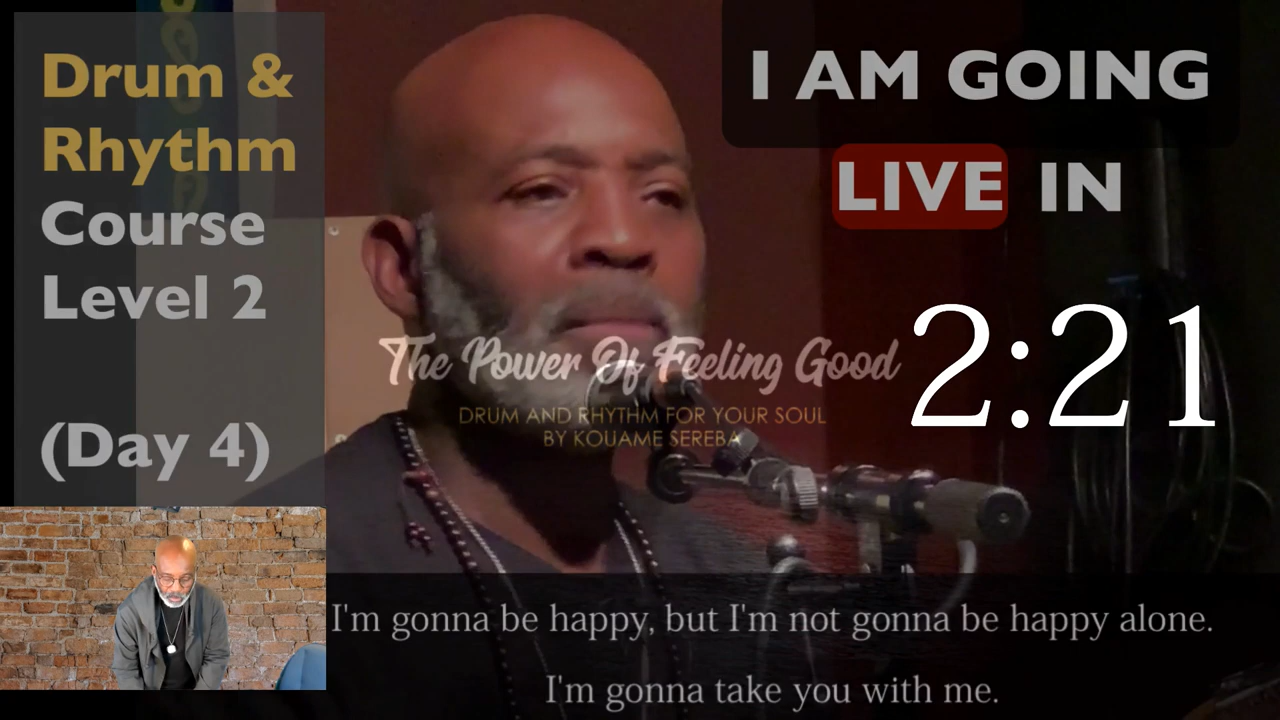 Drum &
Rhythm
Course
Level 2
(Day 4)
I AM GOING
LIVE IN
2:21
The Power Of Feeling Good
DRUM AND RHYTHM FOR YOUR SOUL
BY KOUAME SEREBA
I'm gonna be happy, but I'm not gonna be happy alone.
I'm gonna take you with me.